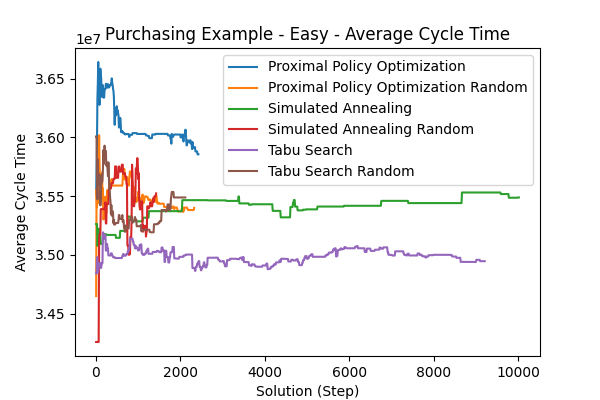 Purchasing Example - Easy - Average Cycle Time
1e7
3.65
3.60
3.55
3.50
3.45
Average Cycle Time
Proximal Policy Optimization
Proximal Policy Optimization Random
Simulated Annealing
Simulated Annealing Random
Tabu Search
Tabu Search Random
0 2000 4000 6000 8000 10000
Solution (Step)